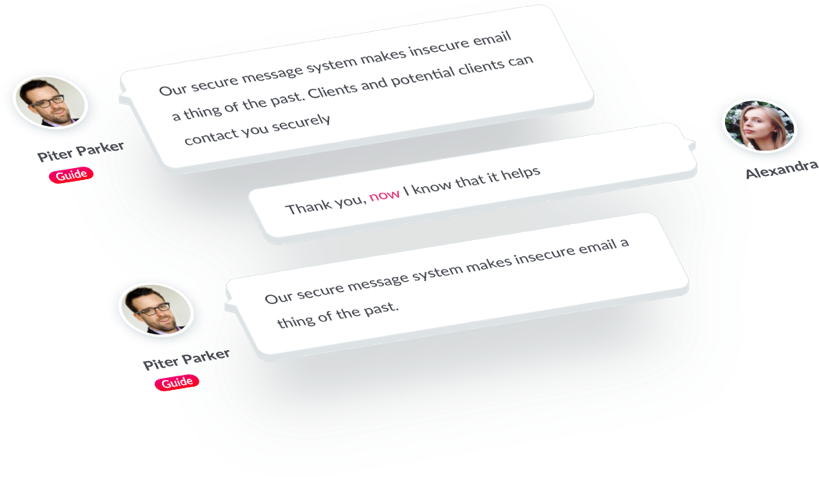 Our secure message system makes insecure email
a thing of the past. Clients and potential clients can
contact you securely
Piter Parker
Guide
Thank you, now I know that it helps
Alexandra
Our secure message system makes insecure email a
thing of the past.
Piter Parker
Guide